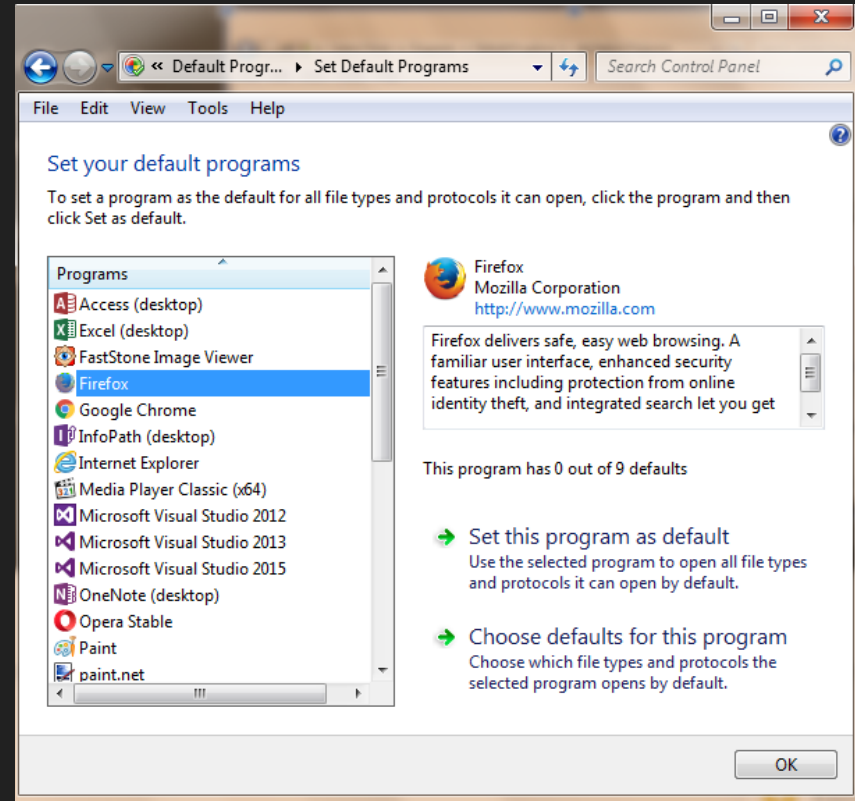 « Default Progr... ▸ Set Default Programs
Search Control Panel
File Edit View Tools Help
Set your default programs
To set a program as the default for all file types and protocols it can open, click the program and then
click Set as default.
Programs
Access (desktop)
Excel (desktop)
FastStone Image Viewer
Firefox
Google Chrome
InfoPath (desktop)
Internet Explorer
Media Player Classic (x64)
Microsoft Visual Studio 2012
Microsoft Visual Studio 2013
Microsoft Visual Studio 2015
OneNote (desktop)
Opera Stable
Paint
paint.net
Firefox
Mozilla Corporation
http://www.mozilla.com
Firefox delivers safe, easy web browsing. A
familiar user interface, enhanced security
features including protection from online
identity theft, and integrated search let you get
This program has 0 out of 9 defaults
Set this program as default
Use the selected program to open all file types
and protocols it can open by default.
Choose defaults for this program
Choose which file types and protocols the
selected program opens by default.
OK